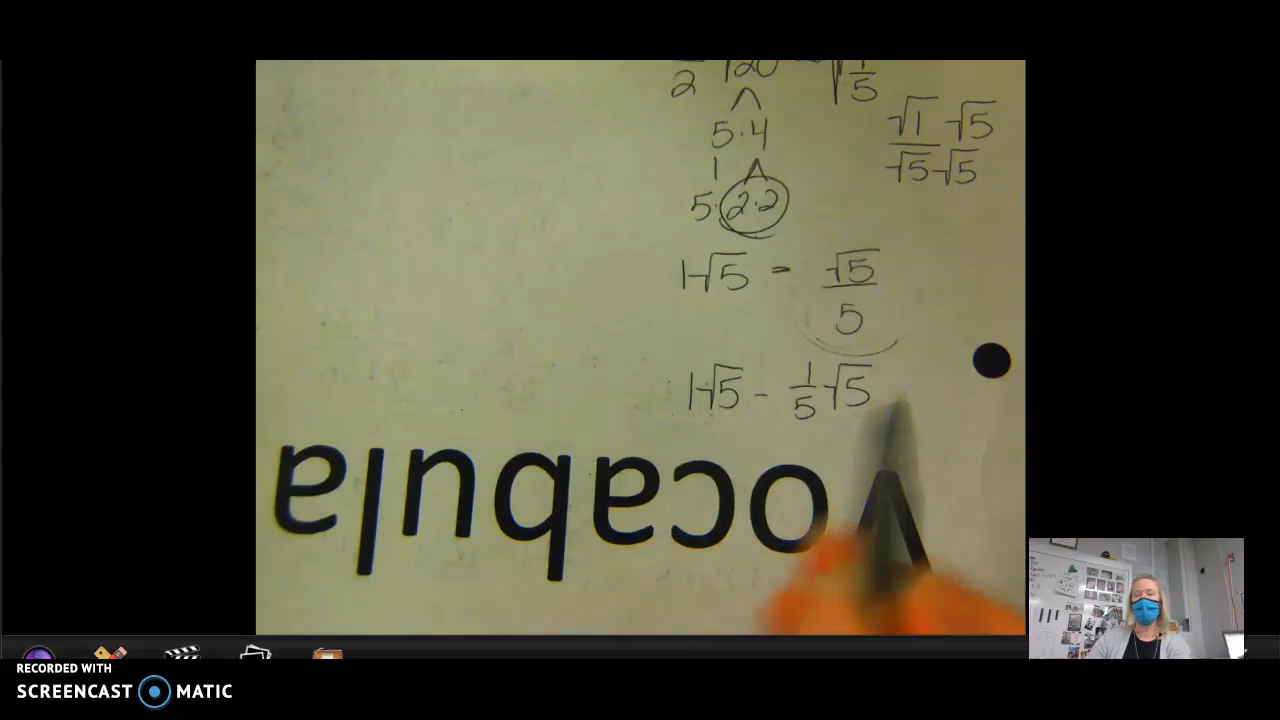 2 √20 - √1/5
5·4
√1 √5
√5 √5
1 ∧
5·2·2
1√5 = √5/5
1√5 - 1/5√5
Vocabula
RECORDED WITH
SCREENCAST MATIC